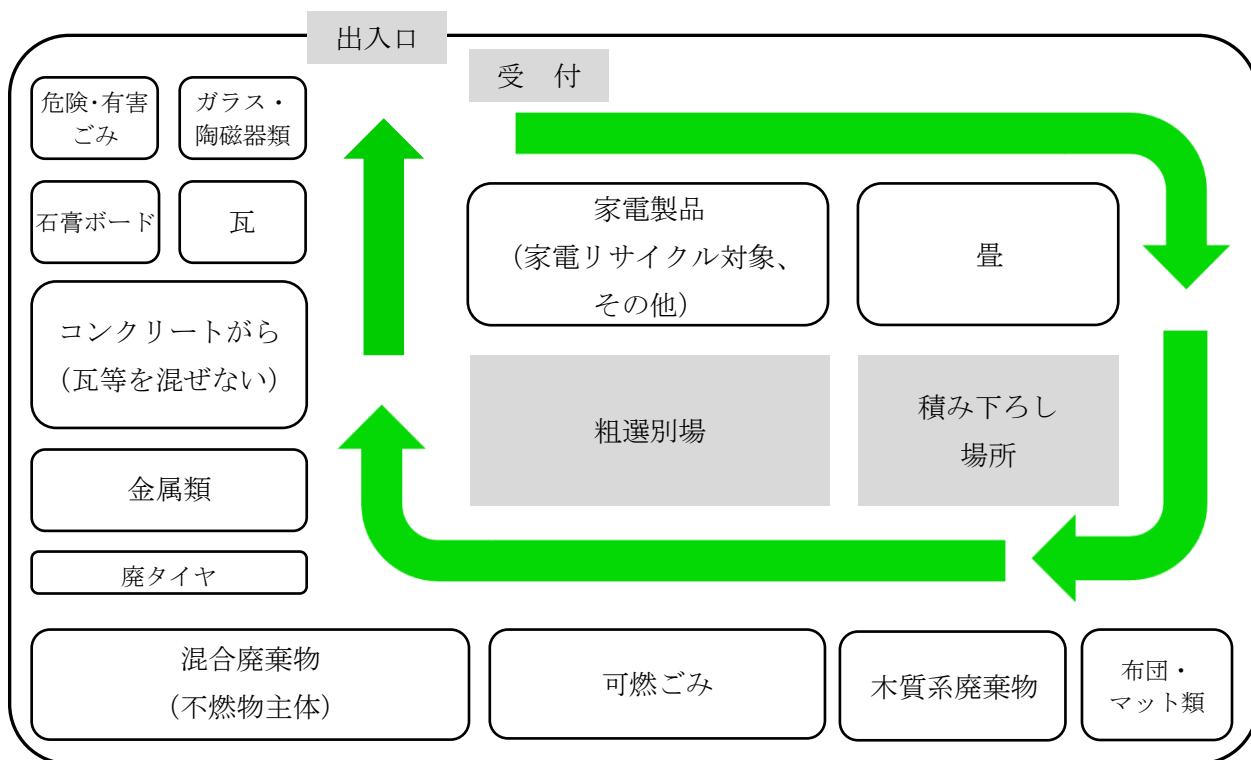 出入口
受　付
危険･有害
ごみ
ガラス・
陶磁器類
石膏ボード
瓦
家電製品
（家電リサイクル対象、
その他）
畳
コンクリートがら
（瓦等を混ぜない）
粗選別場
積み下ろし
場所
金属類
廃タイヤ
混合廃棄物
（不燃物主体）
可燃ごみ
木質系廃棄物
布団・
マット類